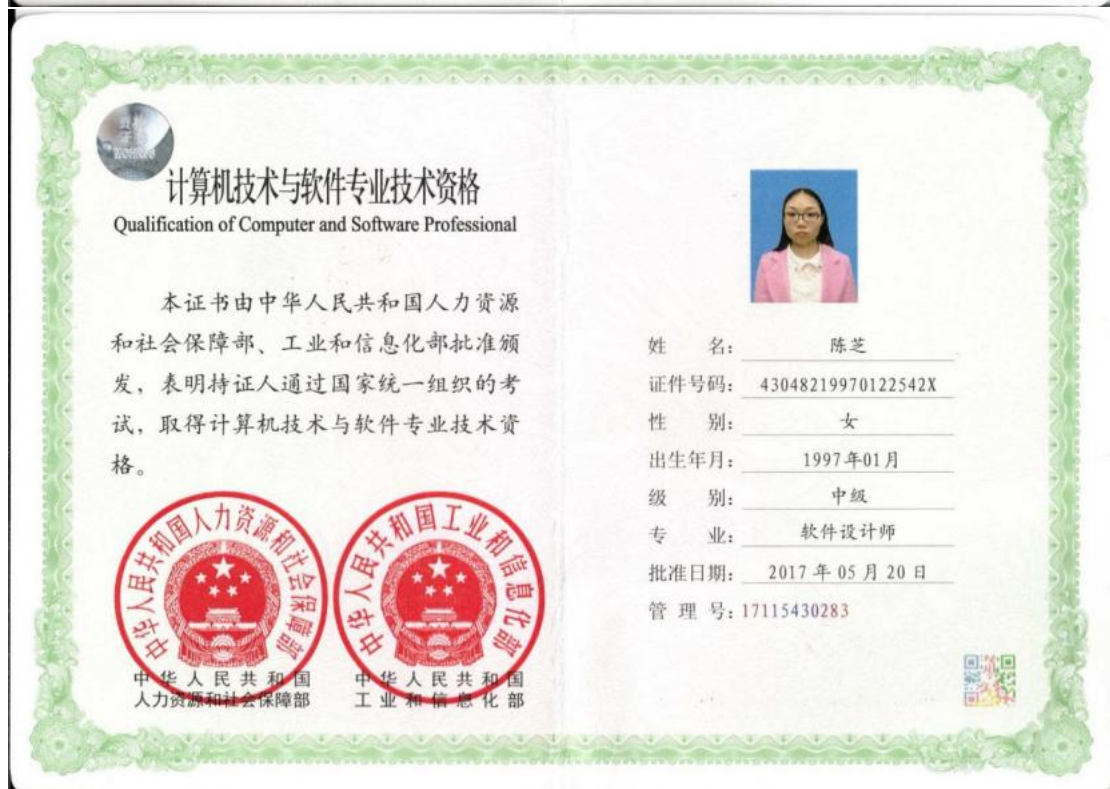 计算机技术与软件专业技术资格
Qualification of Computer and Software Professional
本证书由中华人民共和国人力资源
和社会保障部、工业和信息化部批准颁
发，表明持证人通过国家统一组织的考
试，取得计算机技术与软件专业技术资
格。
中华人民共和国人力资源和社会保障部
中华人民共和国工业和信息化部
中华人民共和国
人力资源和社会保障部
中华人民共和国
工业和信息化部
姓名：陈芝
证件号码：43048219970122542X
性别：女
出生年月：1997年01月
级别：中级
专业：软件设计师
批准日期：2017年05月20日
管理号：17115430283